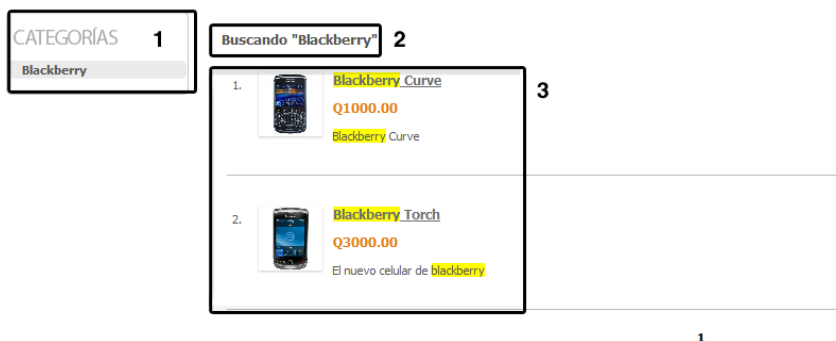 CATEGORÍAS 1
Blackberry
Buscando "Blackberry" 2
3
1. Blackberry Curve
Q1000.00
Blackberry Curve
2. Blackberry Torch
Q3000.00
El nuevo celular de blackberry
1